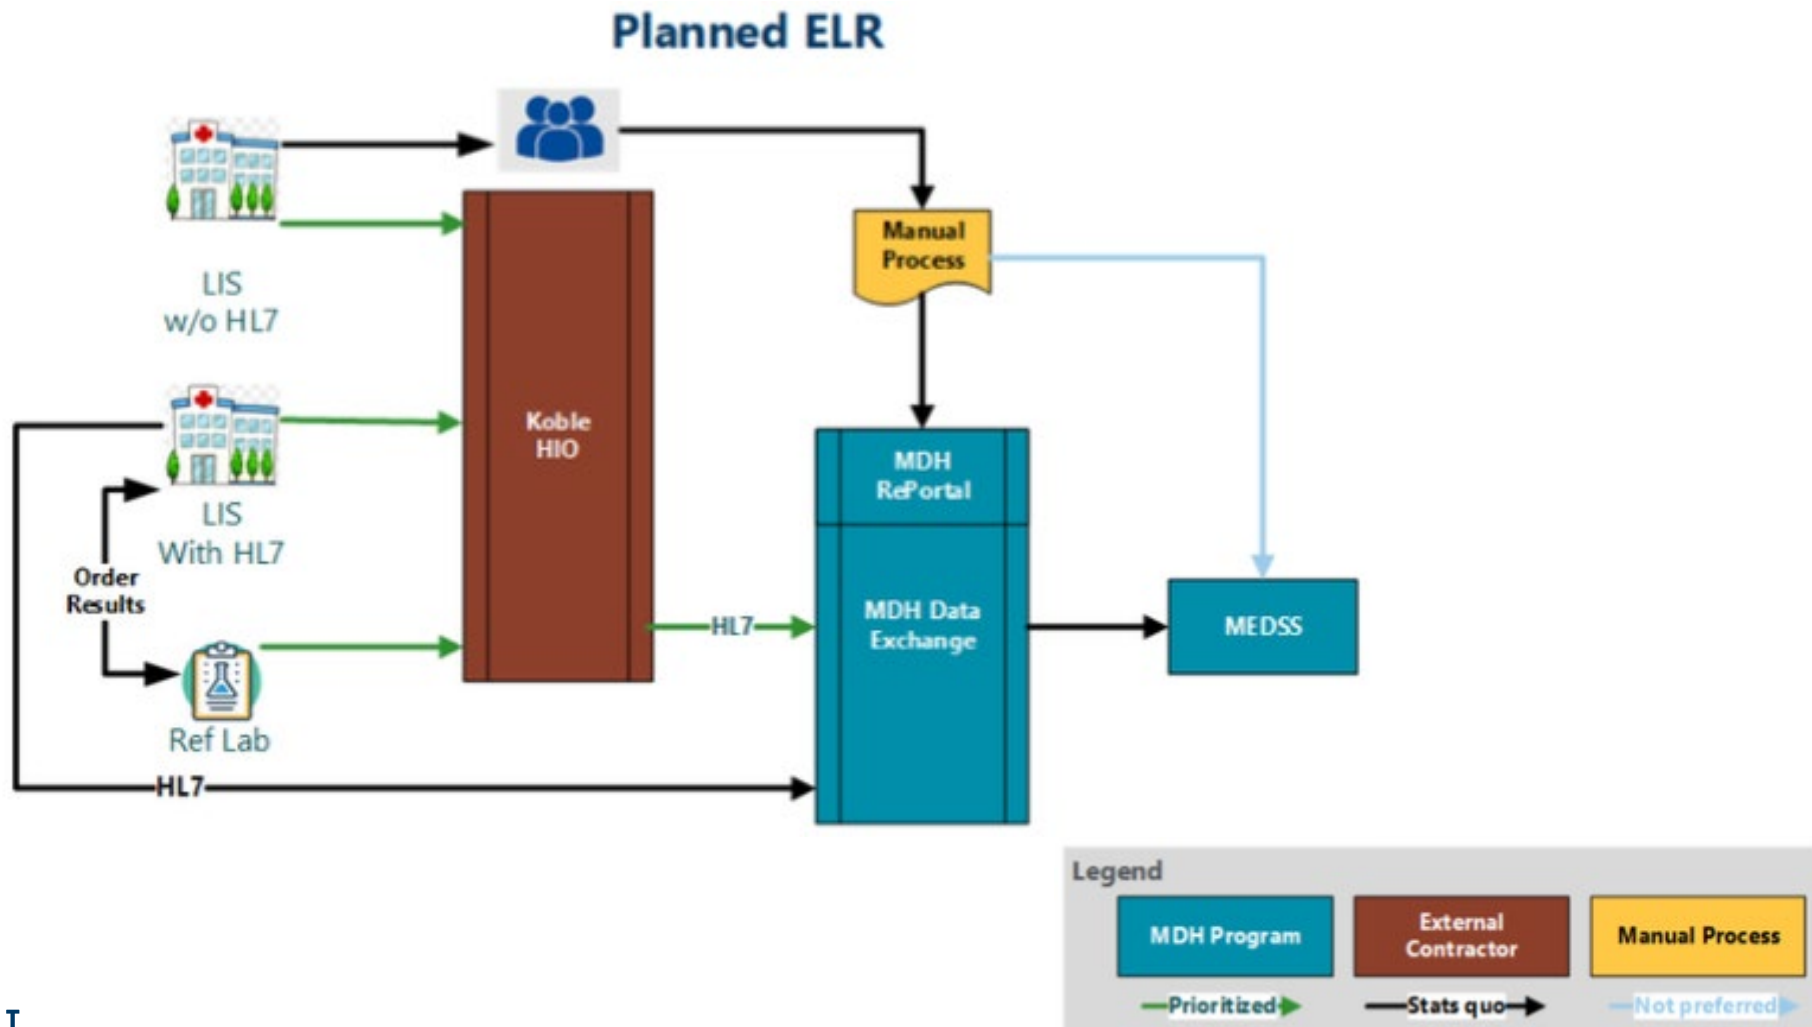 Planned ELR
LIS
w/o HL7
Manual
Process
Koble
HIO
MDH
RePortal
LIS
With HL7
Order
Results
HL7
MDH Data
Exchange
MEDSS
Ref Lab
HL7
Legend
MDH Program
External
Contractor
Manual Process
Prioritized
Stats quo
Not preferred
I